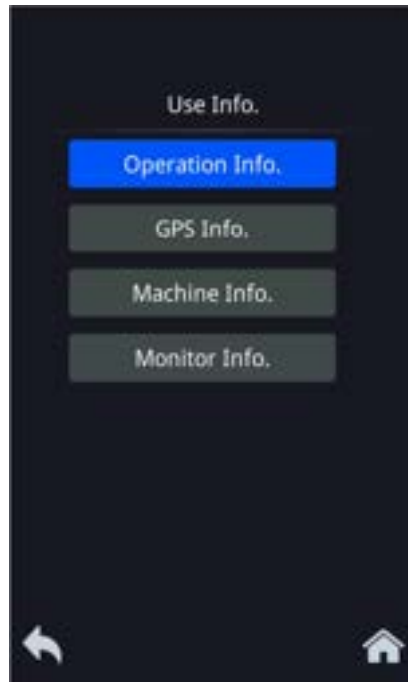 Use Info.
Operation Info.
GPS Info.
Machine Info.
Monitor Info.